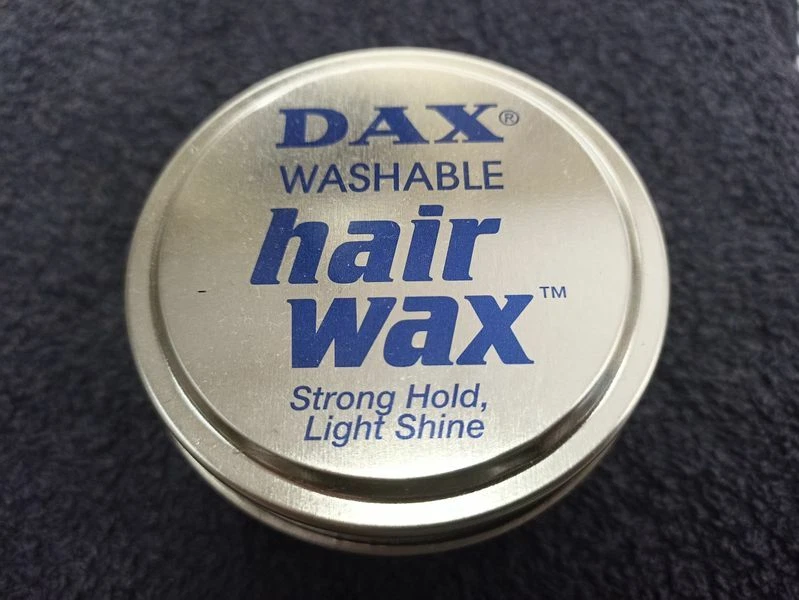 DAX®
WASHABLE
hair
wax™
Strong Hold,
Light Shine